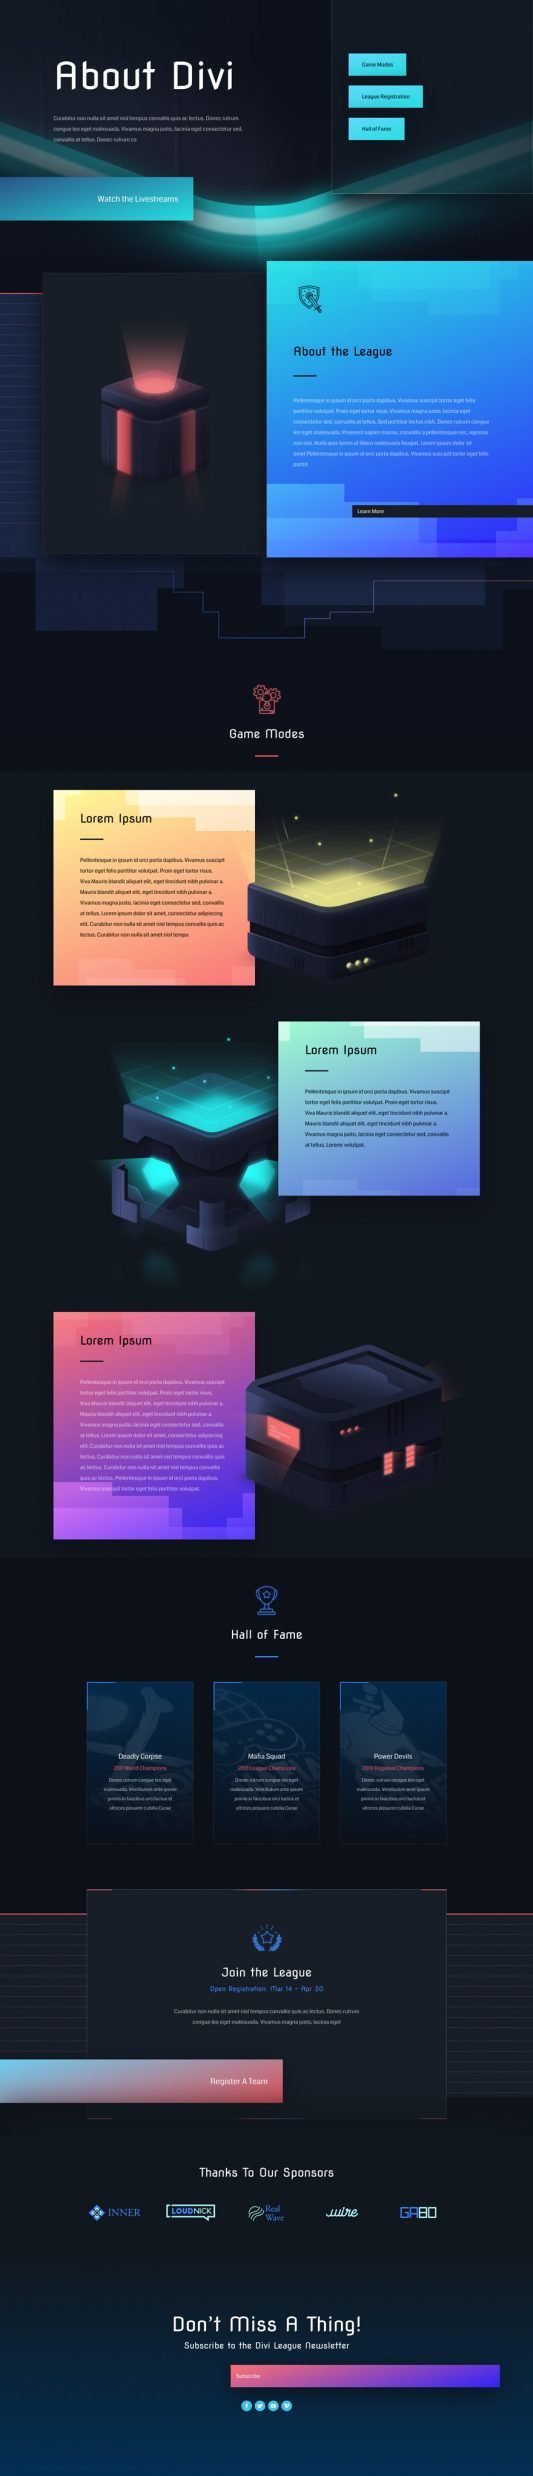 About Divi
Curabitur non nulla sit amet nisl tempus convallis quis ac lectus. Donec rutrum
congue leo eget malesuada. Vivamus magna justo, lacinia eget consectetur sed,
convallis at tellus. Donec rutrum co
Game Modes
League Registration
Hall of Fame
Watch the Livestreams
About the League
Pellentesque in ipsum id orci porta dapibus. Vivamus suscipit tortor eget felis
porttitor volutpat. Proin eget tortor risus. Vivamus magna justo, lacinia eget
consectetur sed, convallis at tellus. Sed porttitor lectus nibh. Donec rutrum congue
leo eget malesuada. Praesent sapien massa, convallis a pellentesque nec, egestas
non nisi. Nulla quis lorem ut libero malesuada feugiat. Lorem ipsum dolor sit
amet Pellentesque in ipsum id orci porta dapibus. Vivamus suscipit tortor eget felis
porttit
Learn More
Game Modes
Lorem Ipsum
Pellentesque in ipsum id orci porta dapibus. Vivamus suscipit
tortor eget felis porttitor volutpat. Proin eget tortor risus.
Viva Mauris blandit aliquet elit, eget tincidunt nibh pulvinar a.
Mauris blandit aliquet elit, eget tincidunt nibh pulvinar a.
Vivamus magna justo, lacinia eget consectetur sed, convallis
at tellus. Lorem ipsum dolor sit amet, consectetur adipiscing
elit. Curabitur non nulla sit amet nisl tempus convallis quis ac
lectus. Curabitur non nulla sit amet nisl tempu
Lorem Ipsum
Pellentesque in ipsum id orci porta dapibus. Vivamus suscipit
tortor eget felis porttitor volutpat. Proin eget tortor risus.
Viva Mauris blandit aliquet elit, eget tincidunt nibh pulvinar a.
Mauris blandit aliquet elit, eget tincidunt nibh pulvinar a.
Vivamus magna justo, lacinia eget consectetur sed, convallis
at tellus. Lorem volutpat.
Lorem Ipsum
Pellentesque in ipsum id orci porta dapibus. Vivamus suscipit
tortor eget felis porttitor volutpat. Proin eget tortor risus.
Viva Mauris blandit aliquet elit, eget tincidunt nibh pulvinar a.
Mauris blandit aliquet elit, eget tincidunt nibh pulvinar a.
Vivamus magna justo, lacinia eget consectetur sed, convallis
at tellus. Curabitur non nulla sit amet nisl tempus convallis
quis ac lectus. Curabitur non nulla sit amet nisl tempus
convallis quis ac lectus. Curabitur non nulla sit amet nisl
tempus convallis quis ac lectus. Curabitur non nulla sit amet
nisl tempus convallis quis ac lectus. Pellentesque in ipsum id orci porta dapibus.
Vivamus suscipit tortor eget felis porttitor volutpat.
Hall of Fame
Deadly Corpse
2017 World Champions
Donec rutrum congue leo eget
malesuada. Vestibulum ante ipsum
primis in faucibus orci luctus et
ultrices posuere cubilia Curae
Mafia Squad
2018 League Champions
Donec rutrum congue leo eget
malesuada. Vestibulum ante ipsum
primis in faucibus orci luctus et
ultrices posuere cubilia Curae
Power Devils
2019 Regional Champions
Donec rutrum congue leo eget
malesuada. Vestibulum ante ipsum
primis in faucibus orci luctus et
ultrices posuere cubilia Curae
Join the League
Open Registration: Mar 14 - Apr 30
Curabitur non nulla sit amet nisl tempus convallis quis ac lectus. Donec rutrum
congue leo eget malesuada. Vivamus magna justo, lacinia eget
Register A Team
Thanks To Our Sponsors
INNER
LOUDNICK
Real
Wave
wire
GABO
Don't Miss A Thing!
Subscribe to the Divi League Newsletter
Subscribe